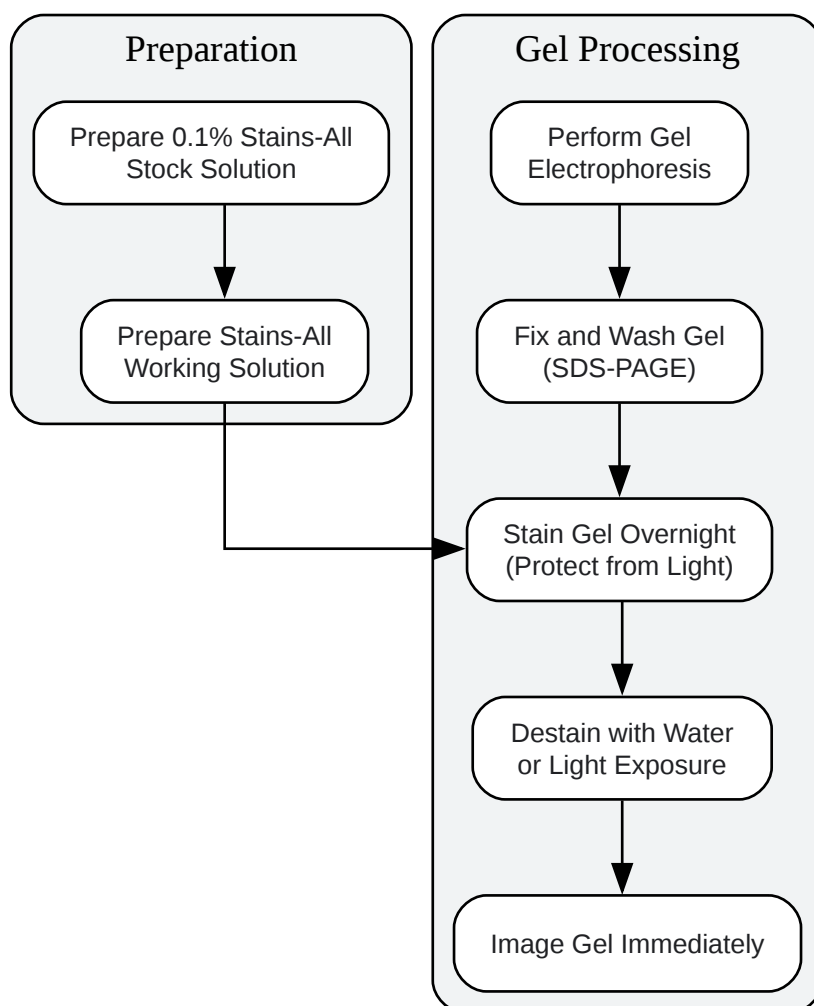 Preparation
Prepare 0.1% Stains-All
Stock Solution
Prepare Stains-All
Working Solution
Gel Processing
Perform Gel
Electrophoresis
Fix and Wash Gel
(SDS-PAGE)
Stain Gel Overnight
(Protect from Light)
Destain with Water
or Light Exposure
Image Gel Immediately